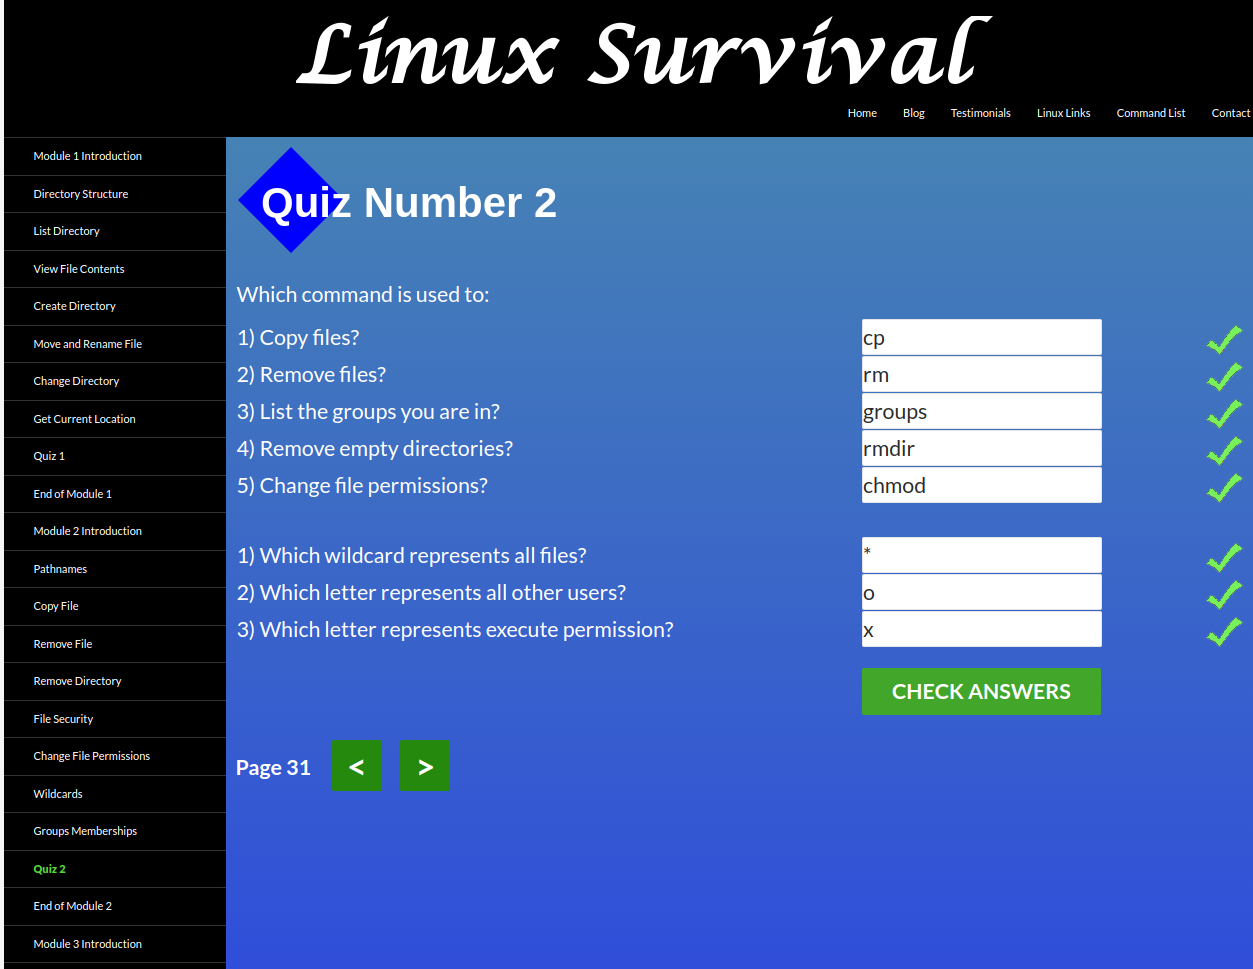 Linux Survival
Home Blog Testimonials Linux Links Command List Contact
Module 1 Introduction
Directory Structure
List Directory
View File Contents
Create Directory
Move and Rename File
Change Directory
Get Current Location
Quiz 1
End of Module 1
Module 2 Introduction
Pathnames
Copy File
Remove File
Remove Directory
File Security
Change File Permissions
Wildcards
Groups Memberships
Quiz 2
End of Module 2
Module 3 Introduction
Quiz Number 2
Which command is used to:
1) Copy files? cp
2) Remove files? rm
3) List the groups you are in? groups
4) Remove empty directories? rmdir
5) Change file permissions? chmod
1) Which wildcard represents all files? *
2) Which letter represents all other users? o
3) Which letter represents execute permission? x
CHECK ANSWERS
Page 31 < >